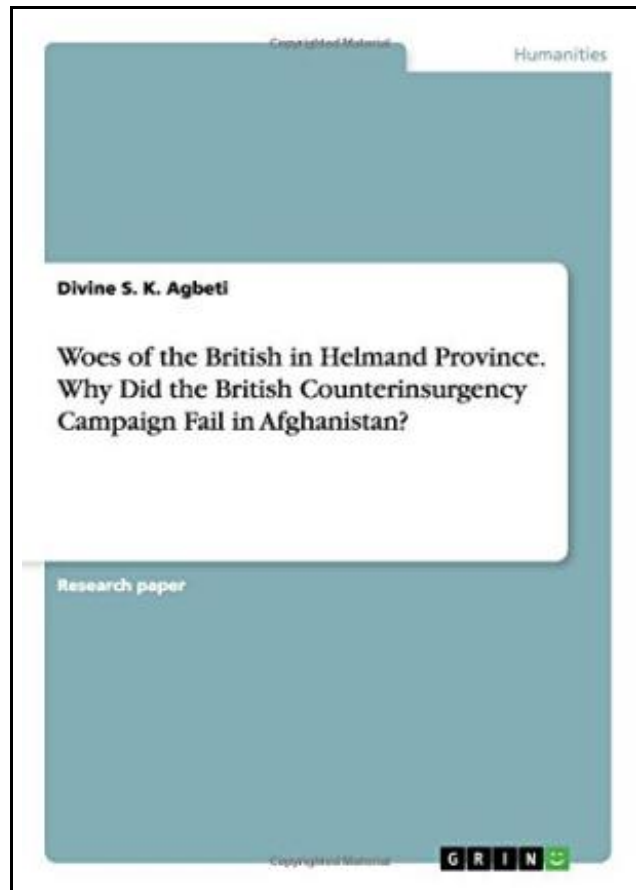 Copyrighted Material
Humanities
Divine S. K. Agbeti
Woes of the British in Helmand Province.
Why Did the British Counterinsurgency
Campaign Fail in Afghanistan?
Research paper
Copyrighted Material
GRIN